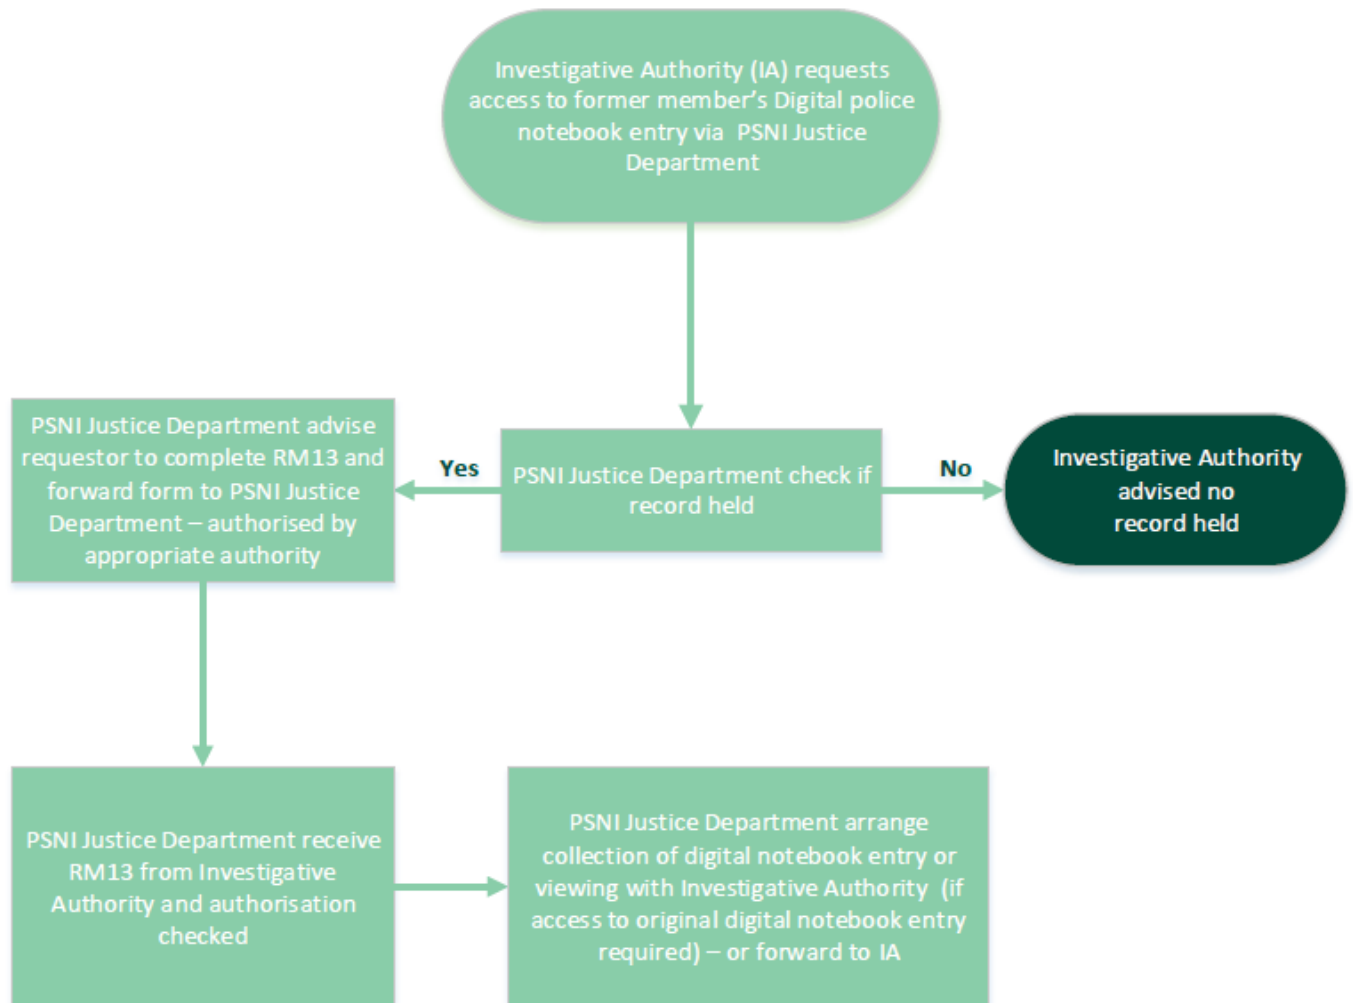 Investigative Authority (IA) requests
access to former member's Digital police
notebook entry via PSNI Justice
Department
PSNI Justice Department advise
requestor to complete RM13 and
forward form to PSNI Justice
Department – authorised by
appropriate authority
Yes
PSNI Justice Department check if
record held
No
Investigative Authority
advised no
record held
PSNI Justice Department receive
RM13 from Investigative
Authority and authorisation
checked
PSNI Justice Department arrange
collection of digital notebook entry or
viewing with Investigative Authority (if
access to original digital notebook entry
required) – or forward to IA